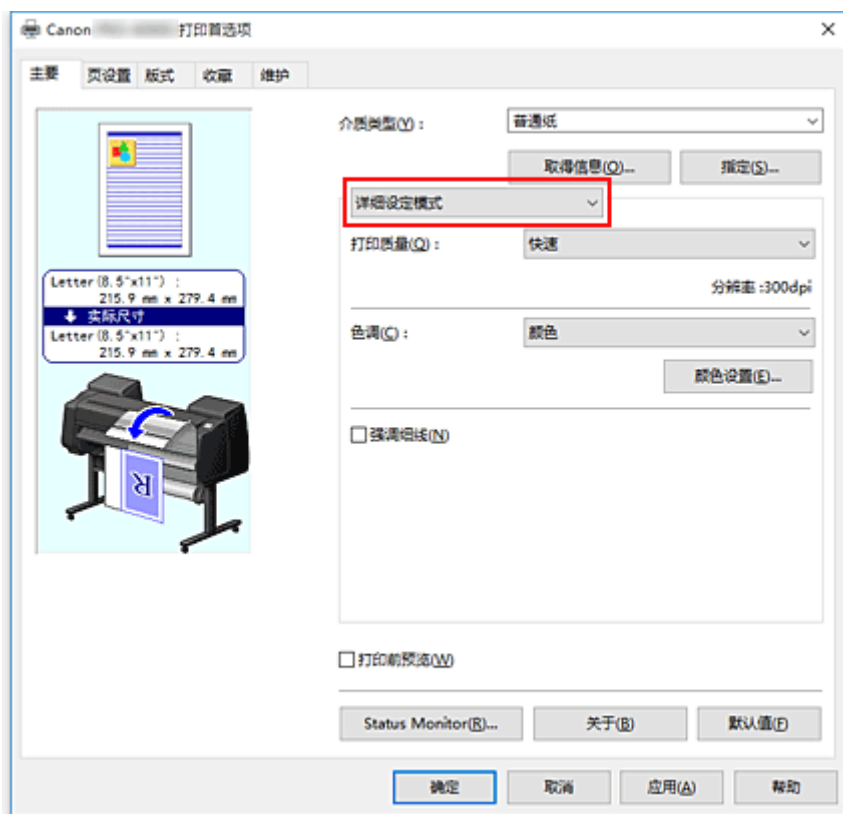 Canon 打印首选项
主要 页设置 版式 收藏 维护
介质类型(Y)： 普通纸
取得信息(O)... 指定(S)...
详细设定模式
打印质量(Q)： 快速
分辨率 :300dpi
色调(C)： 颜色
颜色设置(E)...
强调细线(N)
Letter(8.5"x11") :
215.9 mm x 279.4 mm
实际尺寸
Letter(8.5"x11") :
215.9 mm x 279.4 mm
R
打印前预览(W)
Status Monitor(R)... 关于(B) 默认值(F)
确定 取消 应用(A) 帮助